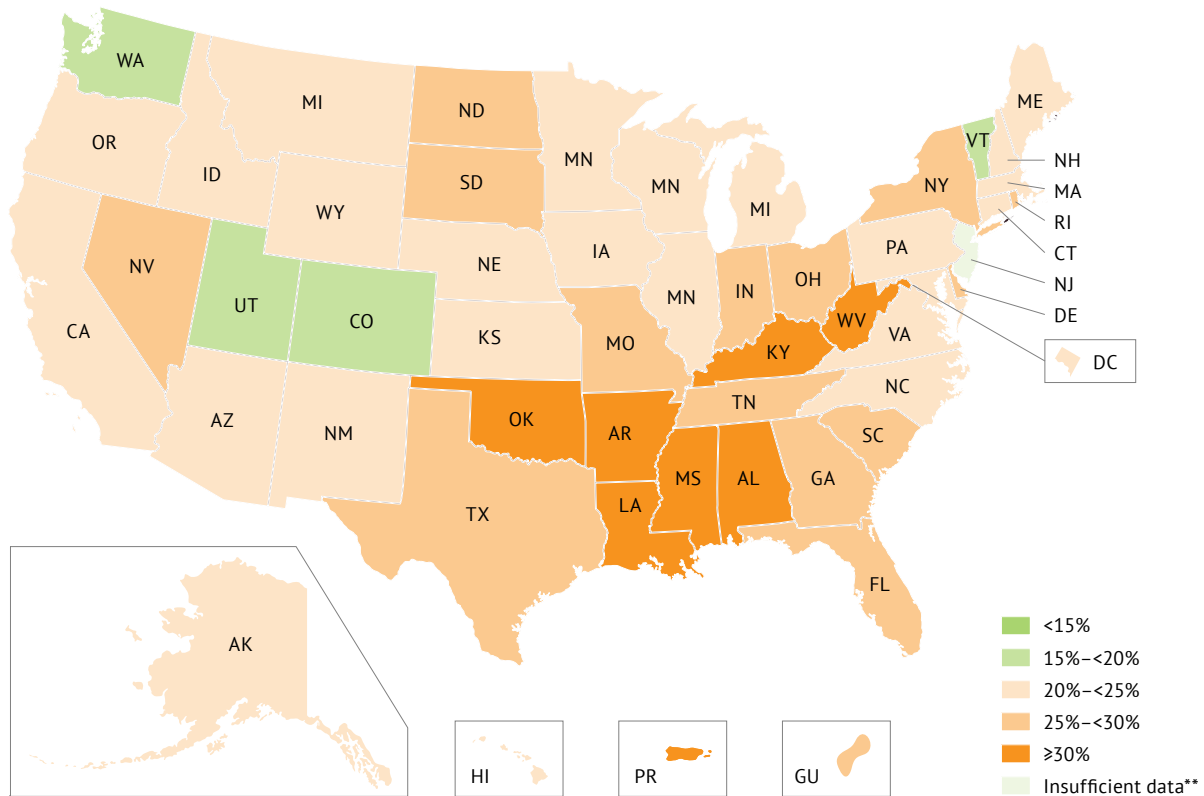 WA
MI
ND
ME
OR
MN
VT
ID
MN
NH
SD
NY
MA
WY
MI
RI
PA
CT
IA
NE
NV
OH
NJ
IN
UT
MN
DE
CO
WV
CA
KS
MO
VA
KY
DC
NC
TN
AZ
OK
NM
AR
SC
MS
AL
GA
LA
TX
FL
AK
HI
PR
GU
<15%
15%–<20%
20%–<25%
25%–<30%
≥30%
Insufficient data**